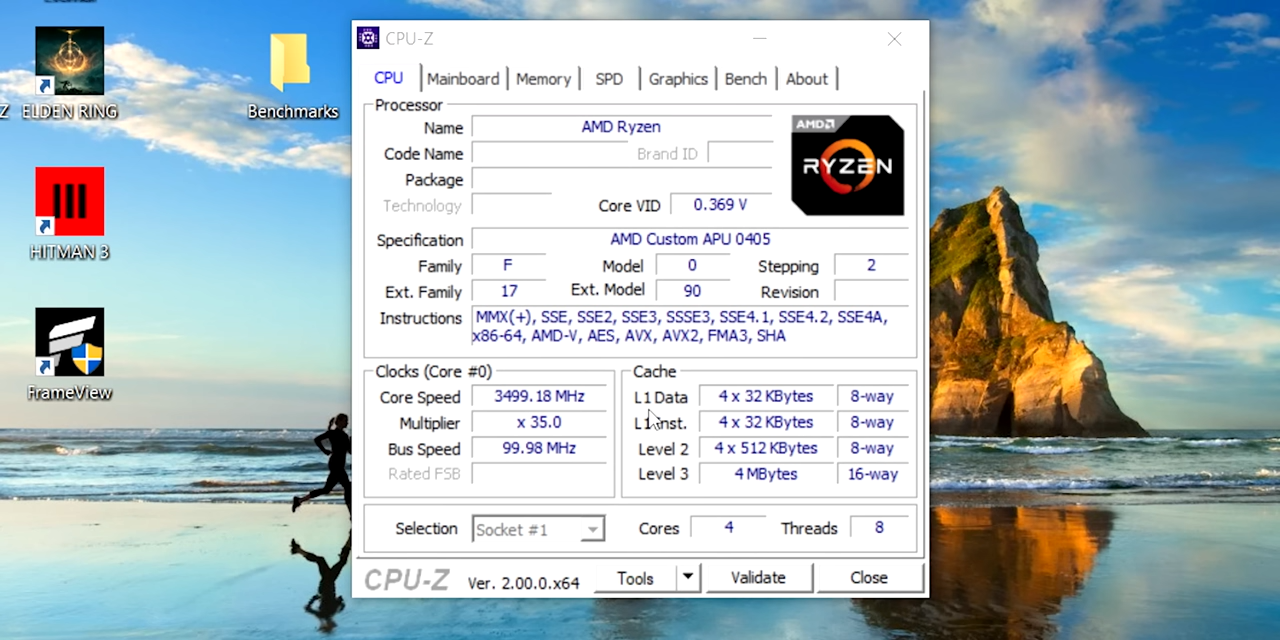 Z ELDEN RING
Benchmarks
HITMAN 3
FrameView
CPU-Z
CPU Mainboard Memory SPD Graphics Bench About
Processor
Name AMD Ryzen
AMD
RYZEN
Code Name Brand ID
Package
Technology Core VID 0.369 V
Specification AMD Custom APU 0405
Family F Model 0 Stepping 2
Ext. Family 17 Ext. Model 90 Revision
Instructions MMX(+), SSE, SSE2, SSE3, SSSE3, SSE4.1, SSE4.2, SSE4A,
x86-64, AMD-V, AES, AVX, AVX2, FMA3, SHA
Clocks (Core #0)
Core Speed 3499.18 MHz
Multiplier x 35.0
Bus Speed 99.98 MHz
Rated FSB
Cache
L1 Data 4 x 32 KBytes 8-way
L1 Inst. 4 x 32 KBytes 8-way
Level 2 4 x 512 KBytes 8-way
Level 3 4 MBytes 16-way
Selection Socket #1 Cores 4 Threads 8
CPU-Z Ver. 2.00.0.x64 Tools Validate Close